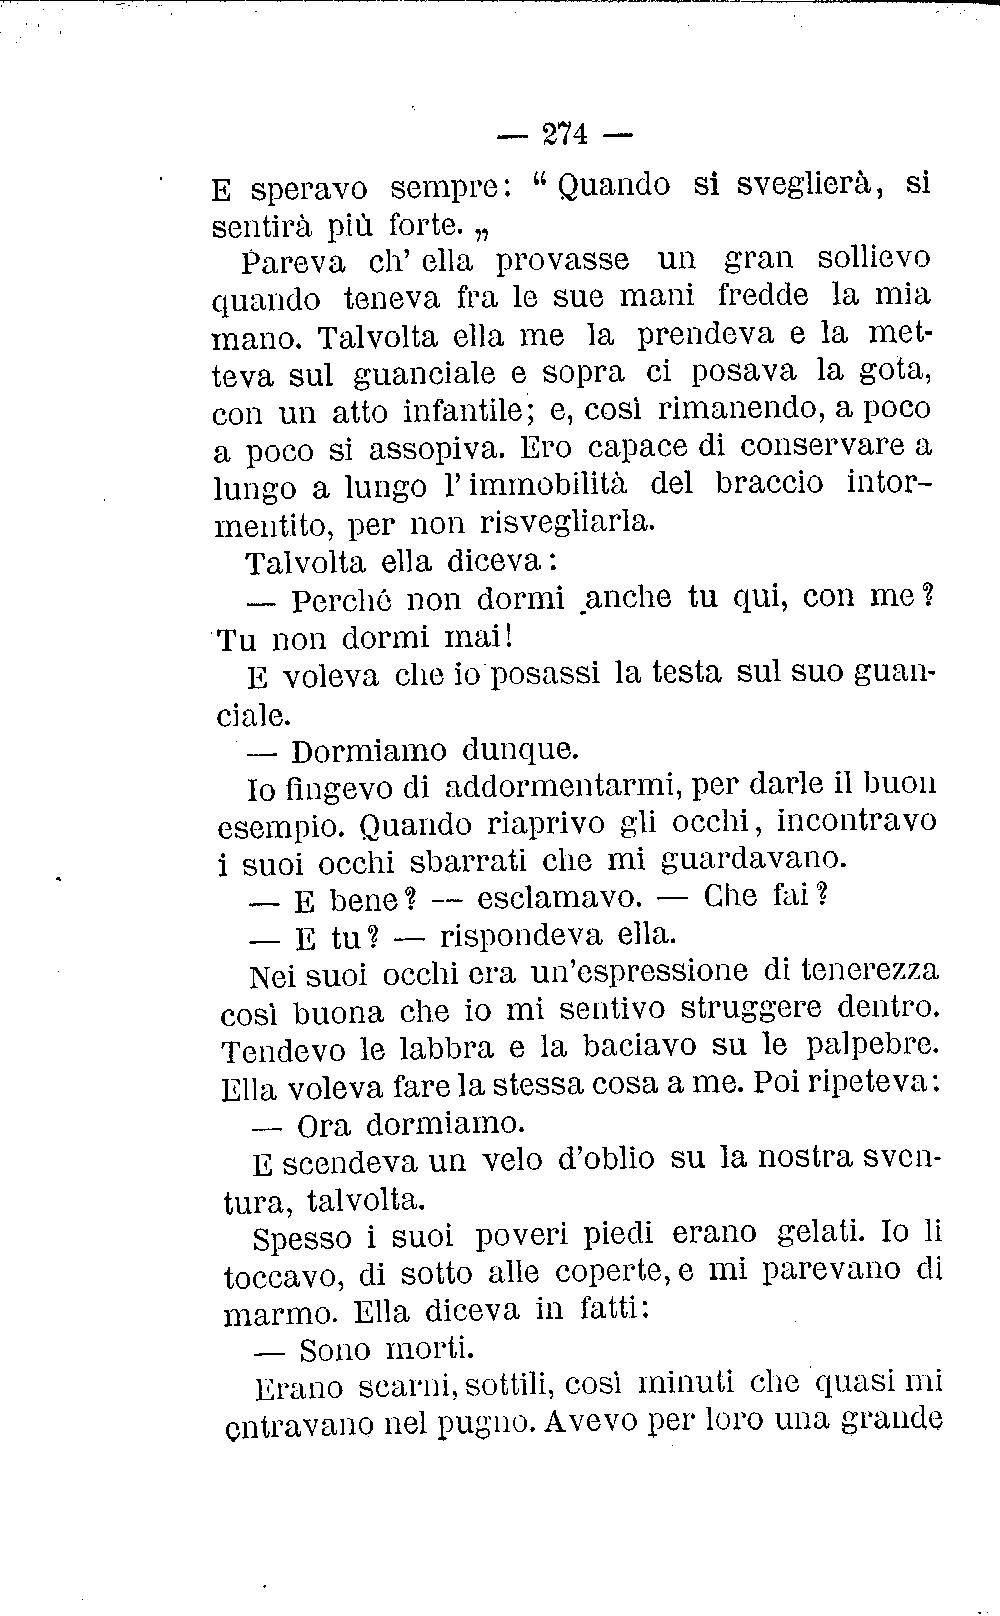 — 274 —
E speravo sempre: “ Quando si sveglierà, si
sentirà più forte. „
Pareva ch’ ella provasse un gran sollievo
quando teneva fra le sue mani fredde la mia
mano. Talvolta ella me la prendeva e la met-
teva sul guanciale e sopra ci posava la gota,
con un atto infantile; e, così rimanendo, a poco
a poco si assopiva. Ero capace di conservare a
lungo a lungo l’immobilità del braccio intor-
mentito, per non risvegliarla.
Talvolta ella diceva:
— Perché non dormi anche tu qui, con me?
Tu non dormi mai!
E voleva che io posassi la testa sul suo guan-
ciale.
— Dormiamo dunque.
Io fingevo di addormentarmi, per darle il buon
esempio. Quando riaprivo gli occhi, incontravo
i suoi occhi sbarrati che mi guardavano.
— E bene? — esclamavo. — Che fai?
— E tu? — rispondeva ella.
Nei suoi occhi era un’espressione di tenerezza
così buona che io mi sentivo struggere dentro.
Tendevo le labbra e la baciavo su le palpebre.
Ella voleva fare la stessa cosa a me. Poi ripeteva:
— Ora dormiamo.
E scendeva un velo d’oblio su la nostra sven-
tura, talvolta.
Spesso i suoi poveri piedi erano gelati. Io li
toccavo, di sotto alle coperte, e mi parevano di
marmo. Ella diceva in fatti:
— Sono morti.
Erano scarni, sottili, così minuti che quasi mi
entravano nel pugno. Avevo per loro una grande